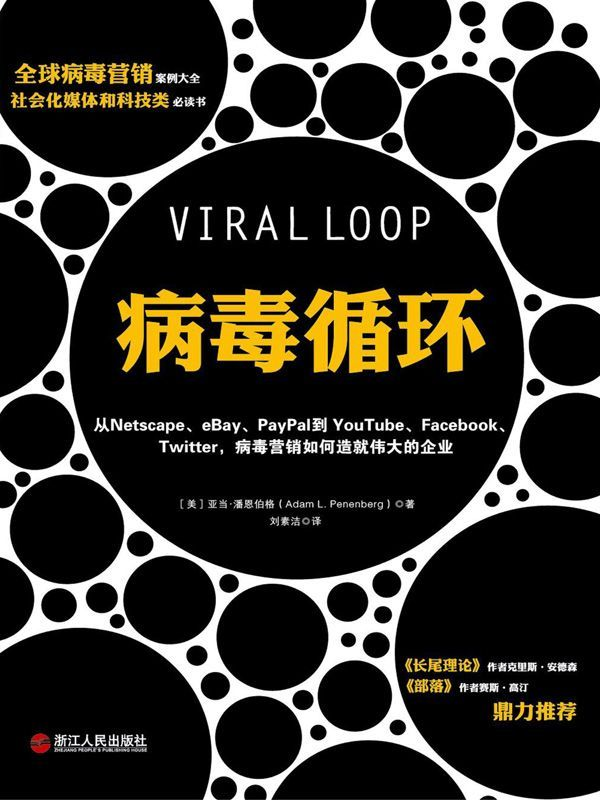 全球病毒营销 案例大全
社会化媒体和科技类 必读书
VIRAL LOOP
病毒循环
从Netscape、eBay、PayPal到 YouTube、Facebook、
Twitter，病毒营销如何造就伟大的企业
［美］亚当·潘恩伯格（Adam L. Penenberg）◎著
刘素洁◎译
《长尾理论》作者克里斯·安德森
《部落》作者赛斯·高汀
鼎力推荐
浙江人民出版社
ZHEJIANG PEOPLE'S PUBLISHING HOUSE